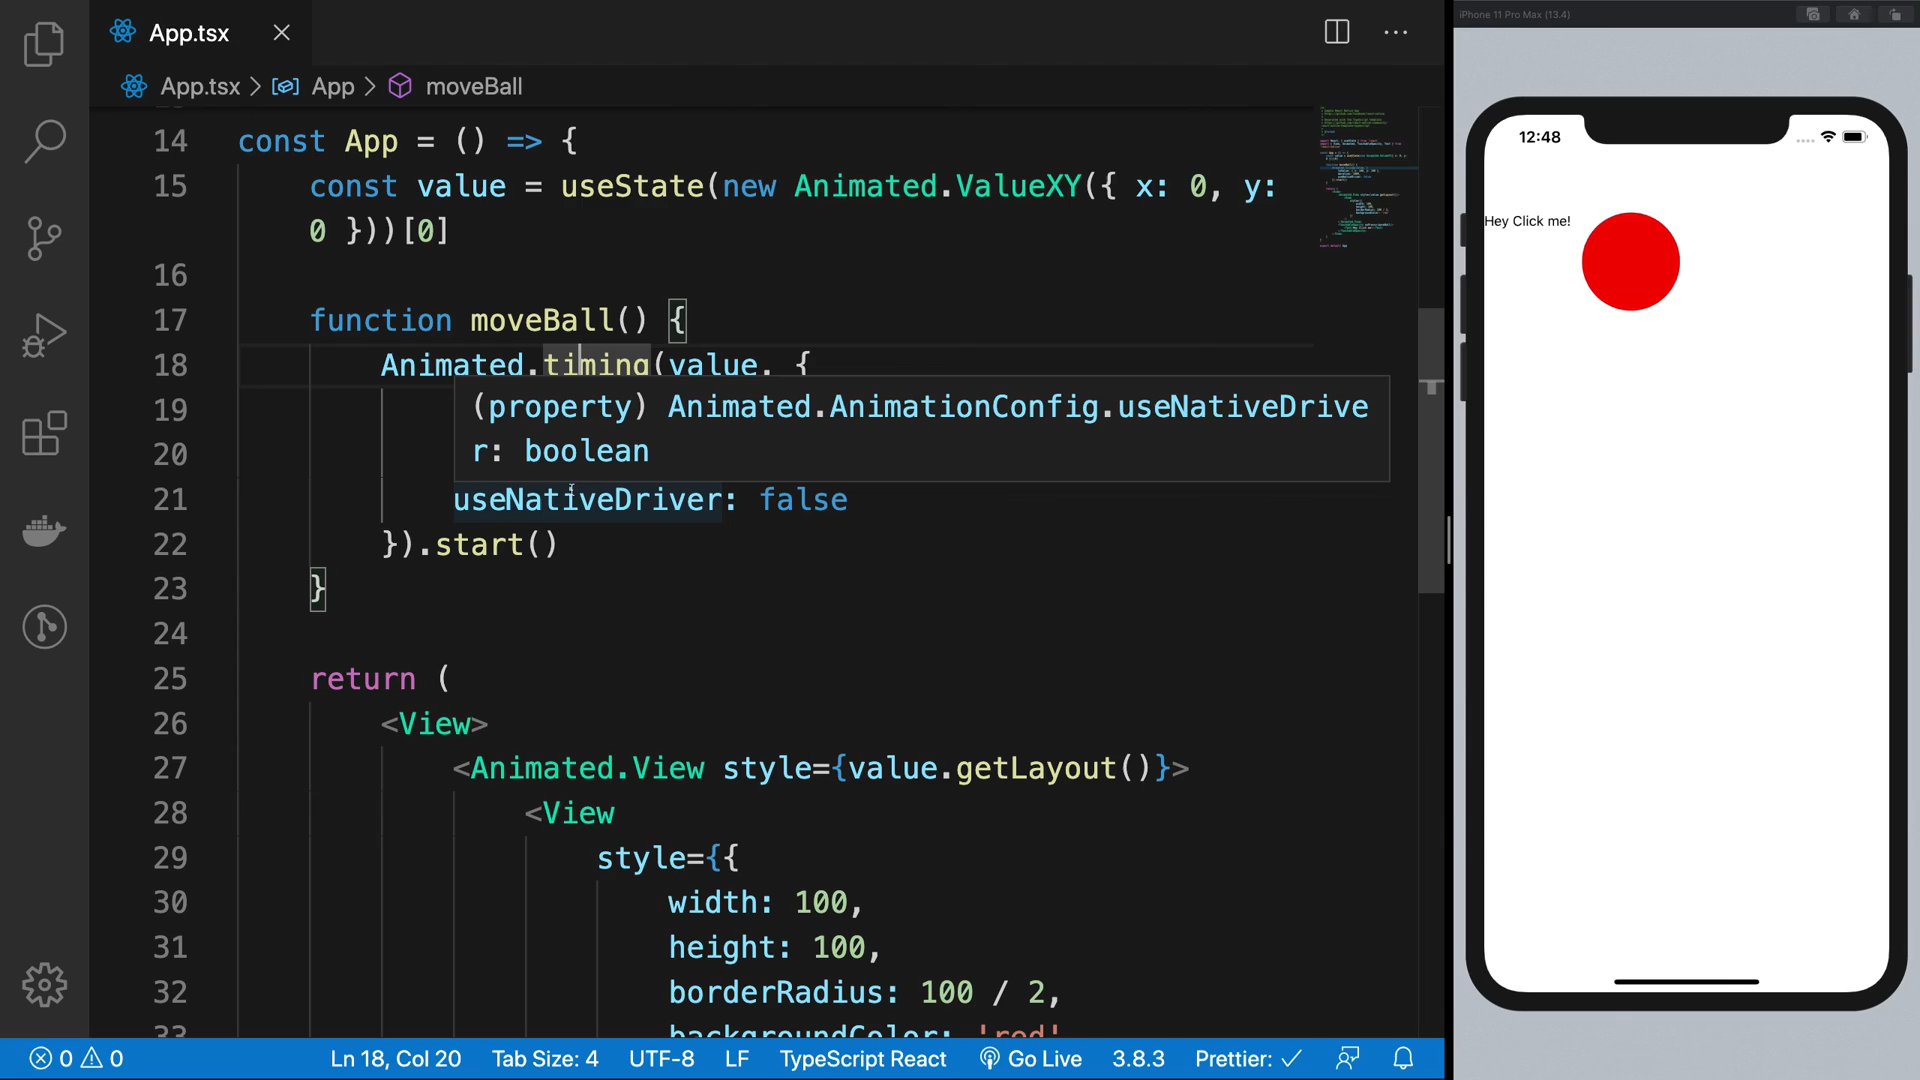 App.tsx
App.tsx > App > moveBall
14 const App = () => {
15 const value = useState(new Animated.ValueXY({ x: 0, y:
0 }))[0]
16
17 function moveBall() {
18 Animated.timing(value, {
19 (property) Animated.AnimationConfig.useNativeDrive
20 r: boolean
21 useNativeDriver: false
22 }).start()
23 }
24
25 return (
26 <View>
27 <Animated.View style={value.getLayout()}>
28 <View
29 style={{
30 width: 100,
31 height: 100,
32 borderRadius: 100 / 2,
33 backgroundColor: 'red'
0 0 Ln 18, Col 20 Tab Size: 4 UTF-8 LF TypeScript React Go Live 3.8.3 Prettier: ✓
iPhone 11 Pro Max (13.4)
12:48
Hey Click me!